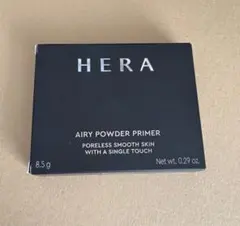 HERA
AIRY POWDER PRIMER
PORELESS SMOOTH SKIN
WITH A SINGLE TOUCH
8.5 g
Net wt. 0.29 oz.